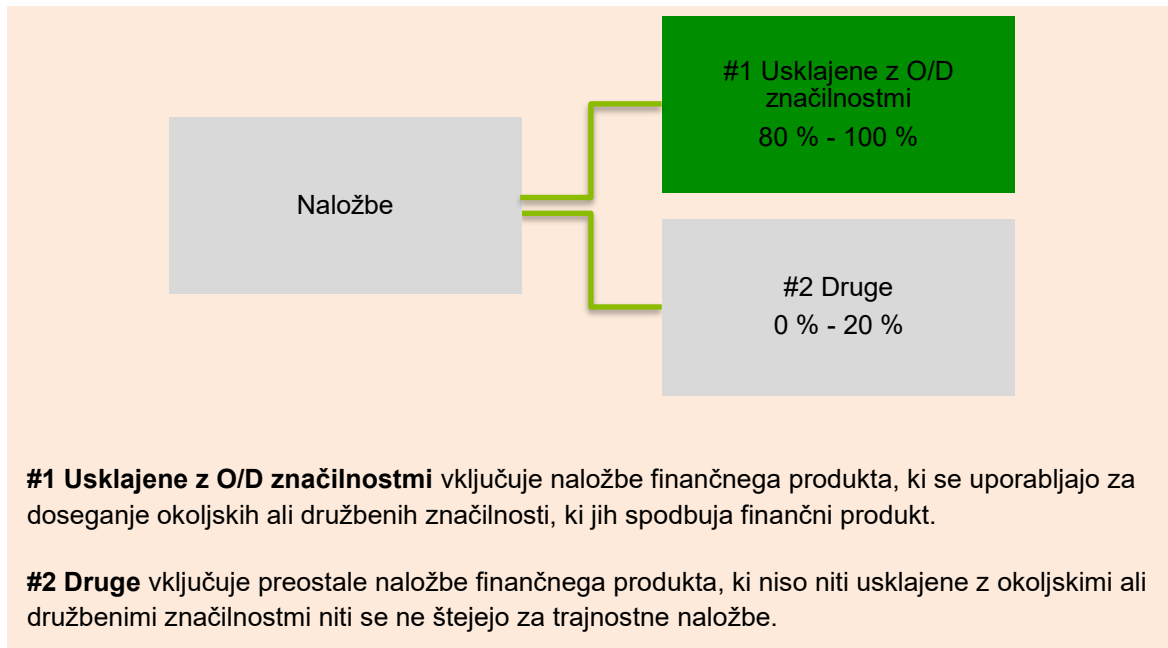 #1 Usklajene z O/D
značilnostmi
80 % - 100 %
Naložbe
#2 Druge
0 % - 20 %
#1 Usklajene z O/D značilnostmi vključuje naložbe finančnega produkta, ki se uporabljajo za
doseganje okoljskih ali družbenih značilnosti, ki jih spodbuja finančni produkt.
#2 Druge vključuje preostale naložbe finančnega produkta, ki niso niti usklajene z okoljskimi ali
družbenimi značilnostmi niti se ne štejejo za trajnostne naložbe.